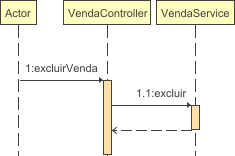 Actor
VendaController
VendaService
1:excluirVenda
1.1:excluir